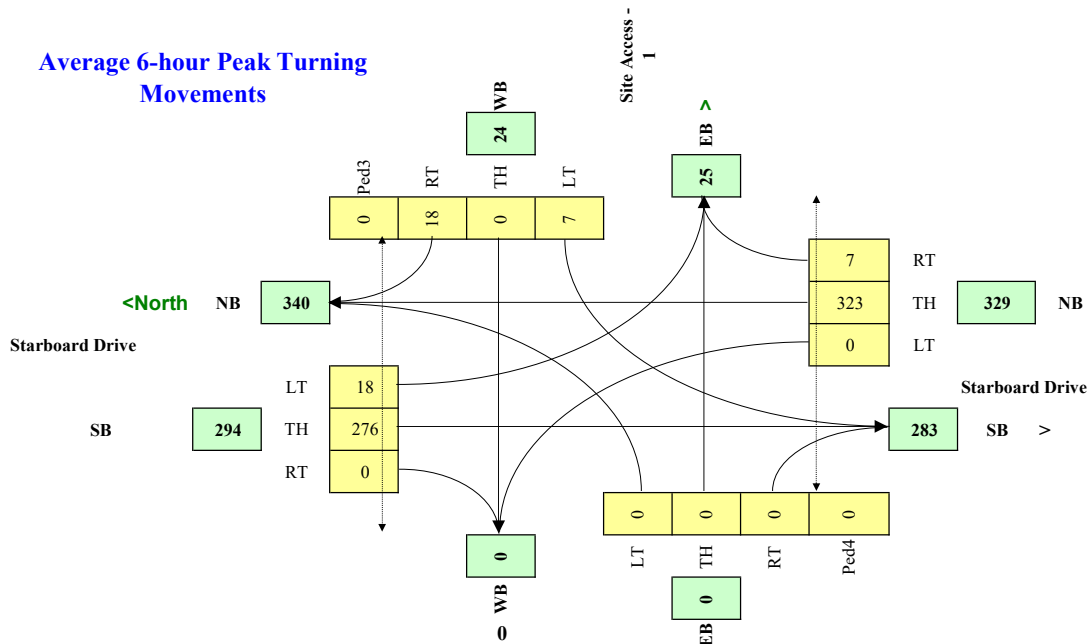 Average 6-hour Peak Turning
Movements
Site Access -
1
WB
24
EB >
25
Ped3
RT
TH
LT
0
18
0
7
7
RT
<North
NB
340
323
TH
329
NB
0
LT
Starboard Drive
LT
18
Starboard Drive
SB
294
TH
276
283
SB
>
RT
0
0
0
0
0
LT
TH
RT
Ped4
0
WB
0
0
EB